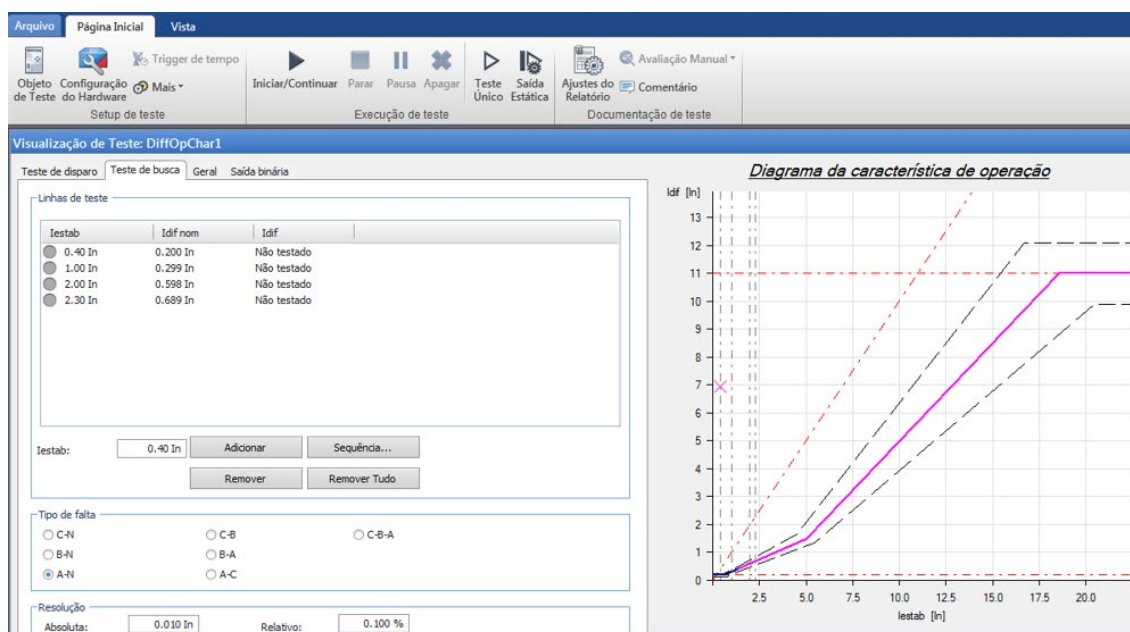 Arquivo Página Inicial Vista
Objeto de Teste
Configuração do Hardware
Trigger de tempo
Mais
Setup de teste
Iniciar/Continuar Parar Pausa Apagar
Teste Único
Saída Estática
Execução de teste
Ajustes do Relatório
Avaliação Manual
Comentário
Documentação de teste
Visualização de Teste: DiffOpChar1
Teste de disparo Teste de busca Geral Saída binária
Linhas de teste
Iestab Idif nom Idif
0.40 In 0.200 In Não testado
1.00 In 0.299 In Não testado
2.00 In 0.598 In Não testado
2.30 In 0.689 In Não testado
Iestab: 0.40 In Adicionar Sequência...
Remover Remover Tudo
Tipo de falta
C-N C-B C-B-A
B-N B-A
A-N A-C
Resolução
Absoluta: 0.010 In Relativo: 0.100 %
Diagrama da característica de operação
Idif [In]
13
12
11
10
9
8
7
6
5
4
3
2
1
0
2.5 5.0 7.5 10.0 12.5 15.0 17.5 20.0
Iestab [In]